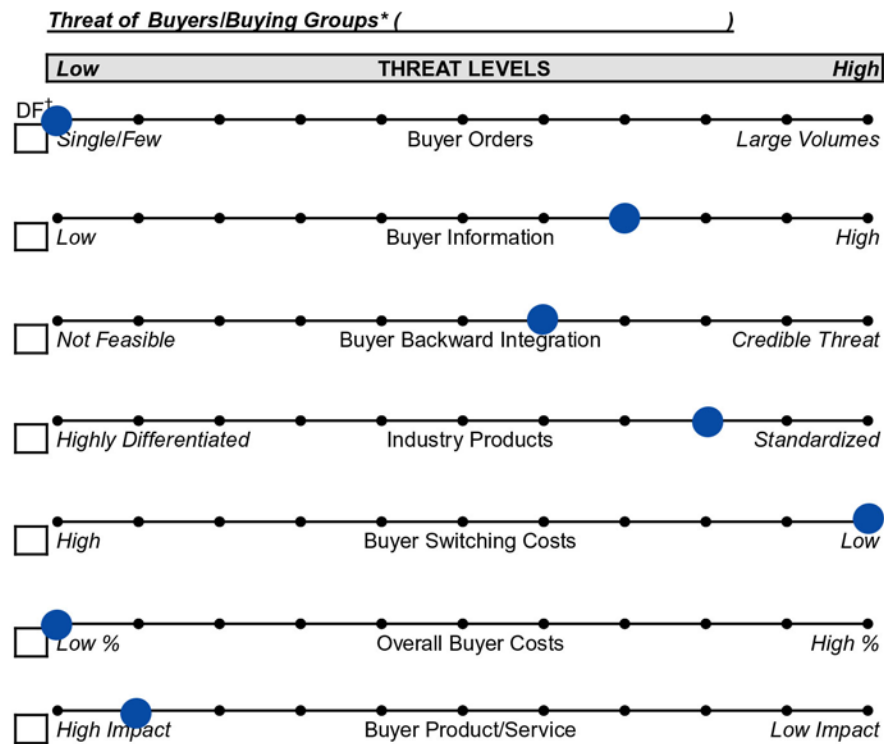 Threat of Buyers/Buying Groups* ( )
Low THREAT LEVELS High
DF†
Single/Few Buyer Orders Large Volumes
Low Buyer Information High
Not Feasible Buyer Backward Integration Credible Threat
Highly Differentiated Industry Products Standardized
High Buyer Switching Costs Low
Low % Overall Buyer Costs High %
High Impact Buyer Product/Service Low Impact